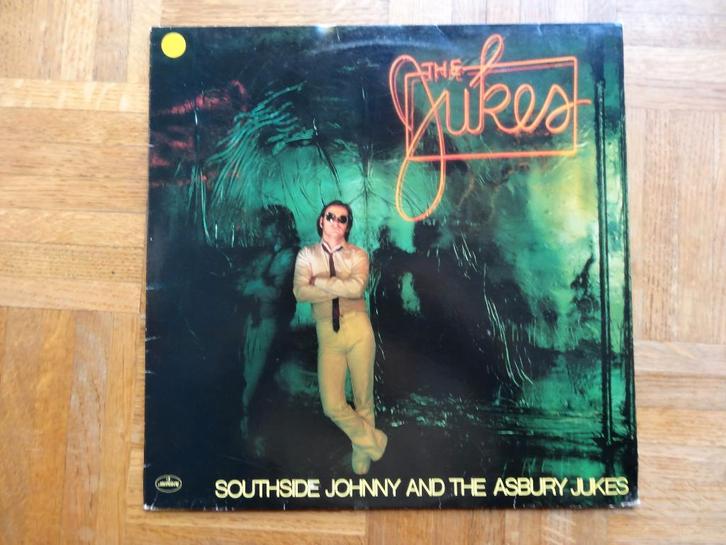 THE
Jukes
SOUTHSIDE JOHNNY AND THE ASBURY JUKES